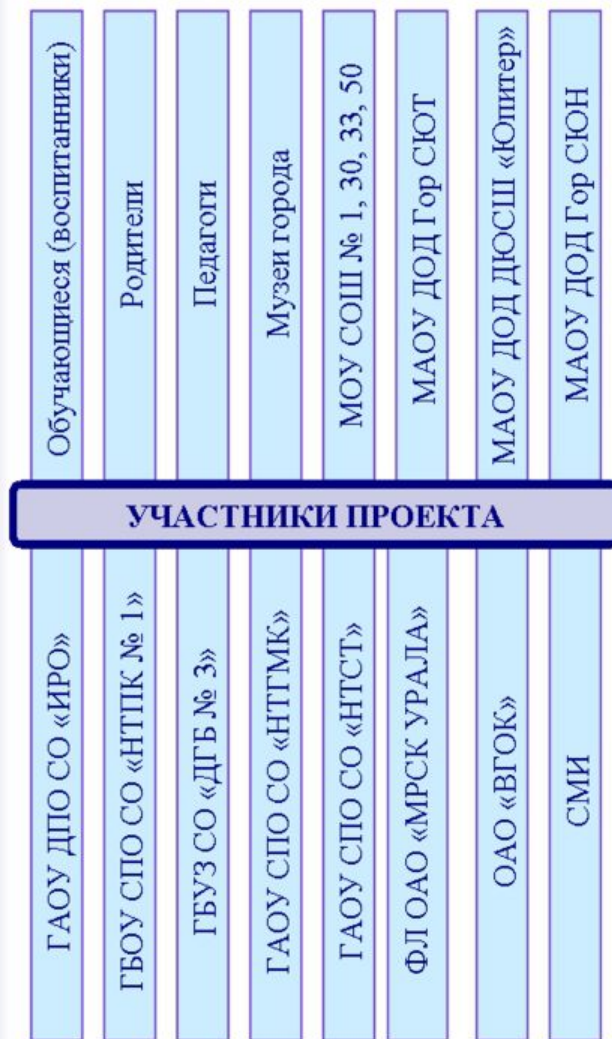 Обучающиеся (воспитанники)
Родители
Педагоги
Музеи города
МОУ СОШ № 1, 30, 33, 50
МАОУ ДОД Гор СЮТ
МАОУ ДОД ДЮСШ «Юпитер»
МАОУ ДОД Гор СЮН
УЧАСТНИКИ ПРОЕКТА
ГАОУ ДПО СО «ИРО»
ГБОУ СПО СО «НТПК № 1»
ГБУЗ СО «ДГБ № 3»
ГАОУ СПО СО «НТГМК»
ГАОУ СПО СО «НТСТ»
ФЛ ОАО «МРСК УРАЛА»
ОАО «ВГОК»
СМИ